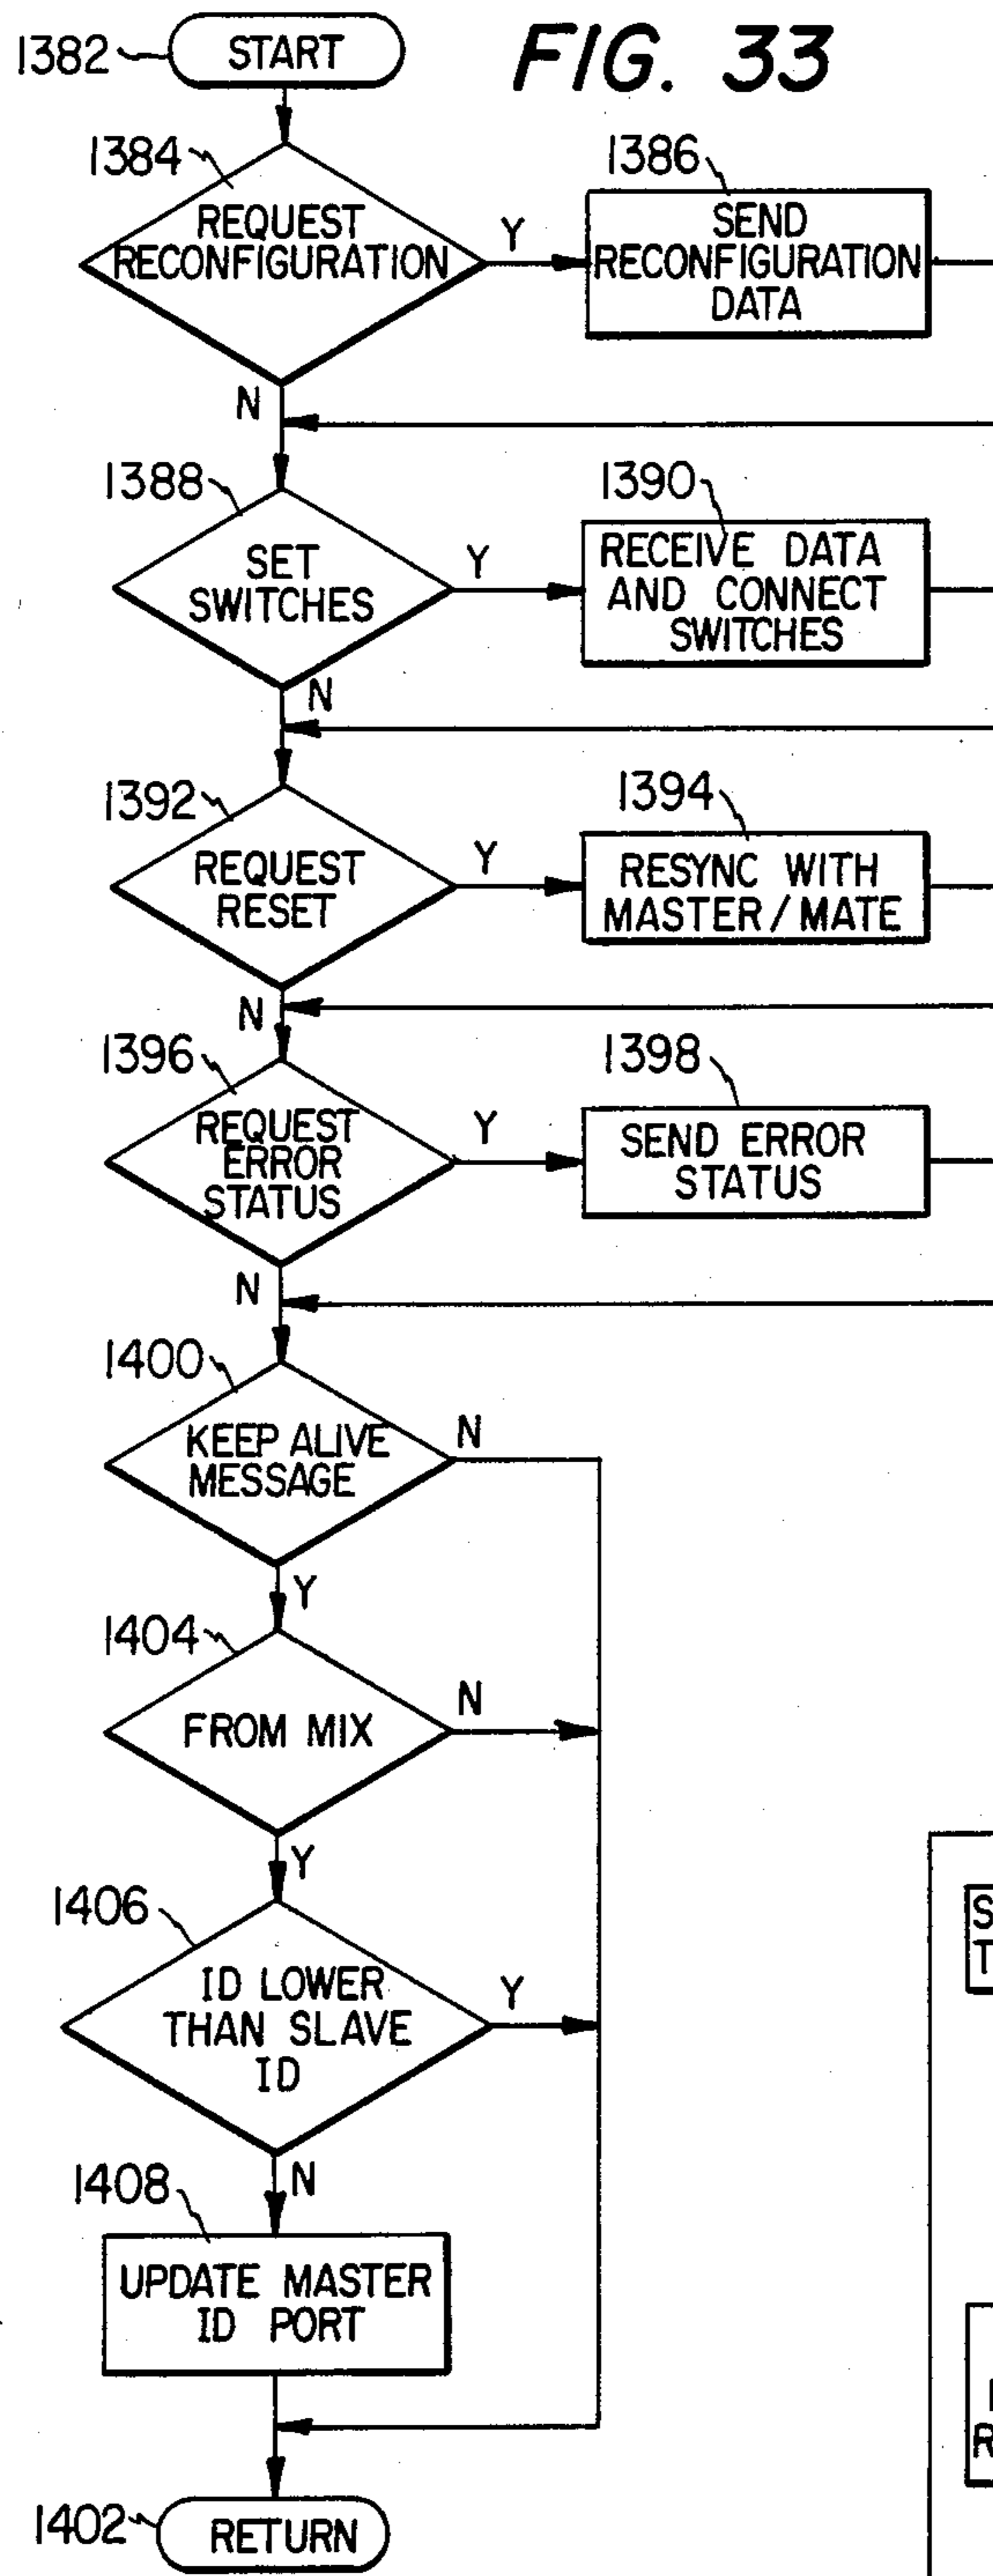 FIG. 33
1382
START
1384
REQUEST
RECONFIGURATION
Y
1386
SEND
RECONFIGURATION
DATA
N
1388
SET
SWITCHES
Y
1390
RECEIVE DATA
AND CONNECT
SWITCHES
N
1392
REQUEST
RESET
Y
1394
RESYNC WITH
MASTER/MATE
N
1396
REQUEST
ERROR
STATUS
Y
1398
SEND ERROR
STATUS
N
1400
KEEP ALIVE
MESSAGE
N
Y
1404
FROM MIX
N
Y
1406
ID LOWER
THAN SLAVE
ID
Y
N
1408
UPDATE MASTER
ID PORT
1402
RETURN
S
T
R